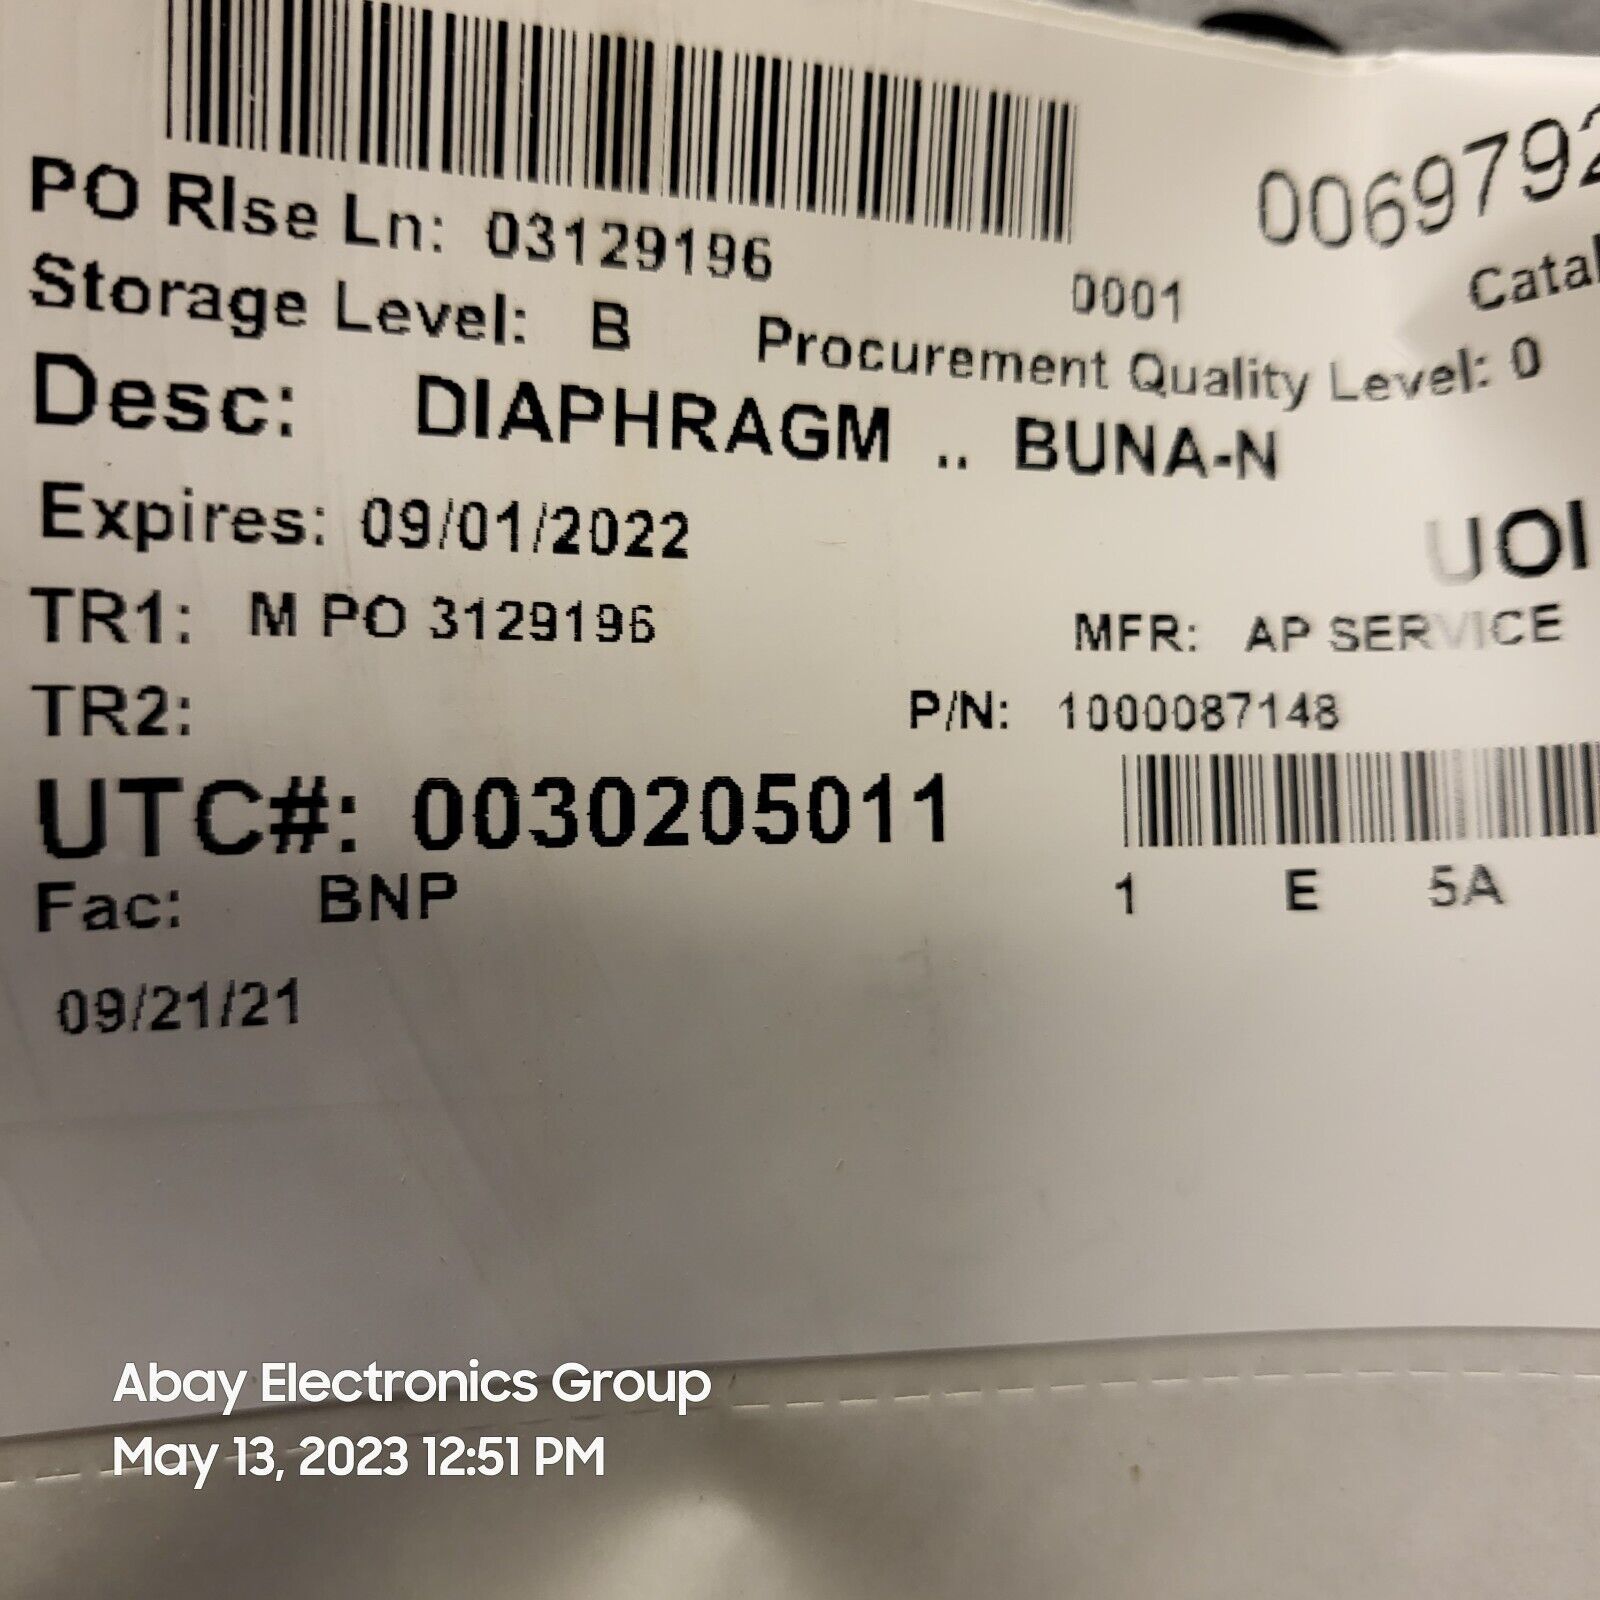 0069792
PO Rlse Ln: 03129196 0001 Catal
Storage Level: B Procurement Quality Level: 0
Desc: DIAPHRAGM .. BUNA-N
Expires: 09/01/2022 UOI
TR1: M PO 3129196 MFR: AP SERVICE
TR2: P/N: 1000087148
UTC#: 0030205011
Fac: BNP 1 E 5A
09/21/21
Abay Electronics Group
May 13, 2023 12:51 PM